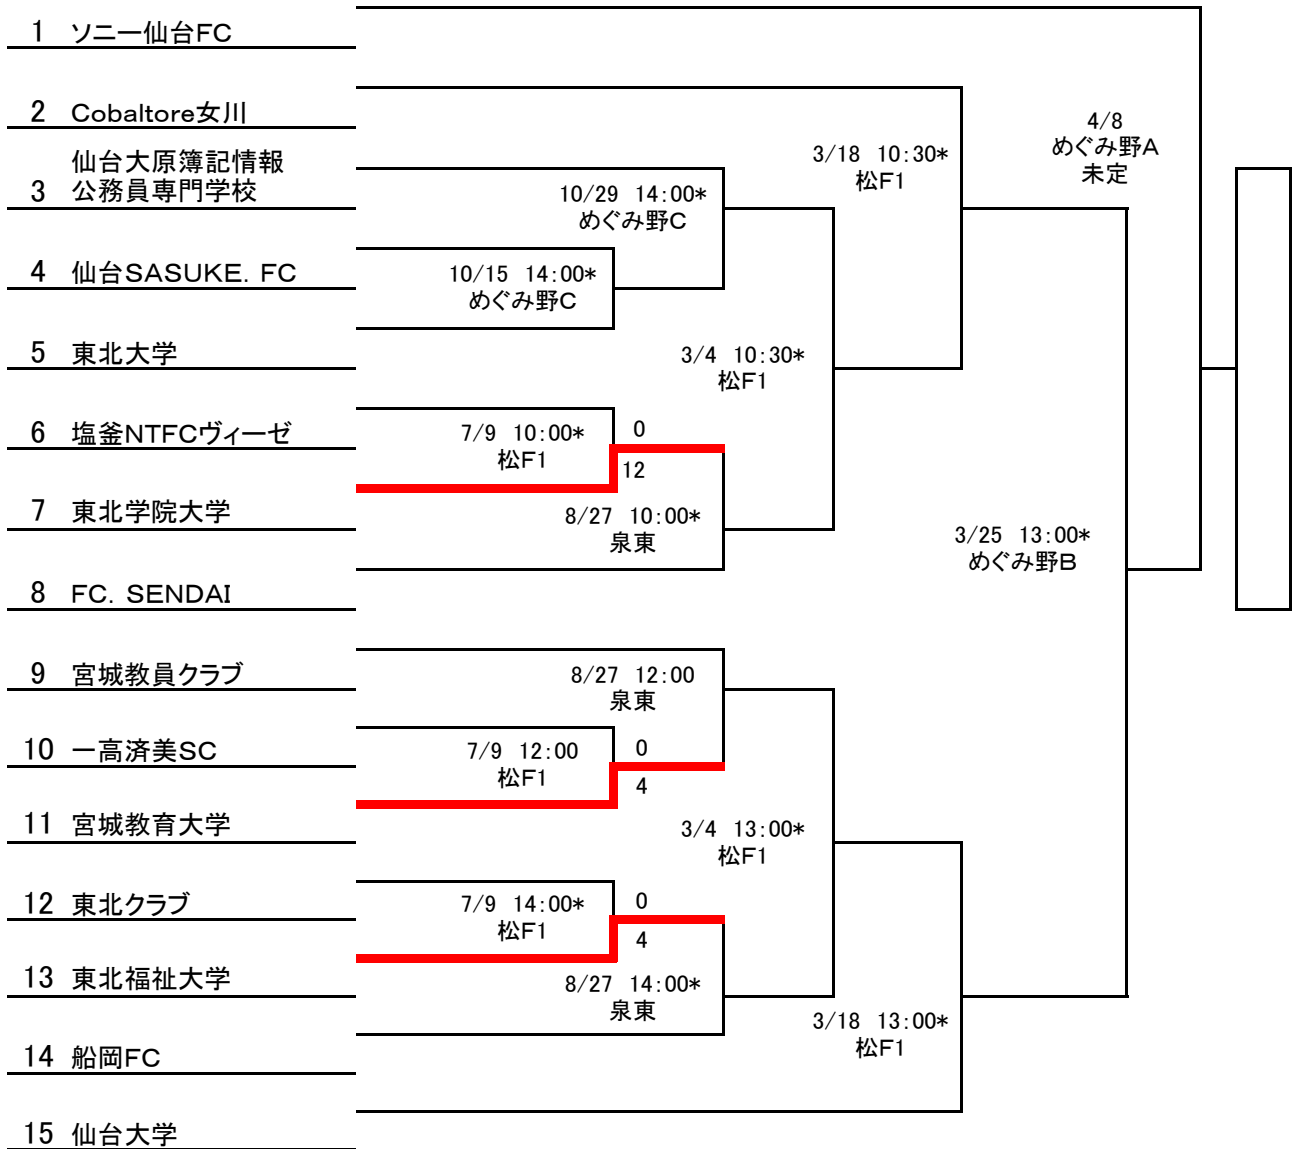 1 ソニー仙台FC
2 Cobaltore女川
4/8
めぐみ野A
未定
3/18 10:30*
松F1
仙台大原簿記情報
3 公務員専門学校
10/29 14:00*
めぐみ野C
4 仙台SASUKE. FC
10/15 14:00*
めぐみ野C
5 東北大学
3/4 10:30*
松F1
6 塩釜NTFCヴィーゼ
7/9 10:00*
松F1
0
12
7 東北学院大学
8/27 10:00*
泉東
3/25 13:00*
めぐみ野B
8 FC. SENDAI
9 宮城教員クラブ
8/27 12:00
泉東
10 一高済美SC
7/9 12:00
松F1
0
4
11 宮城教育大学
3/4 13:00*
松F1
12 東北クラブ
7/9 14:00*
松F1
0
4
13 東北福祉大学
8/27 14:00*
泉東
3/18 13:00*
松F1
14 船岡FC
15 仙台大学